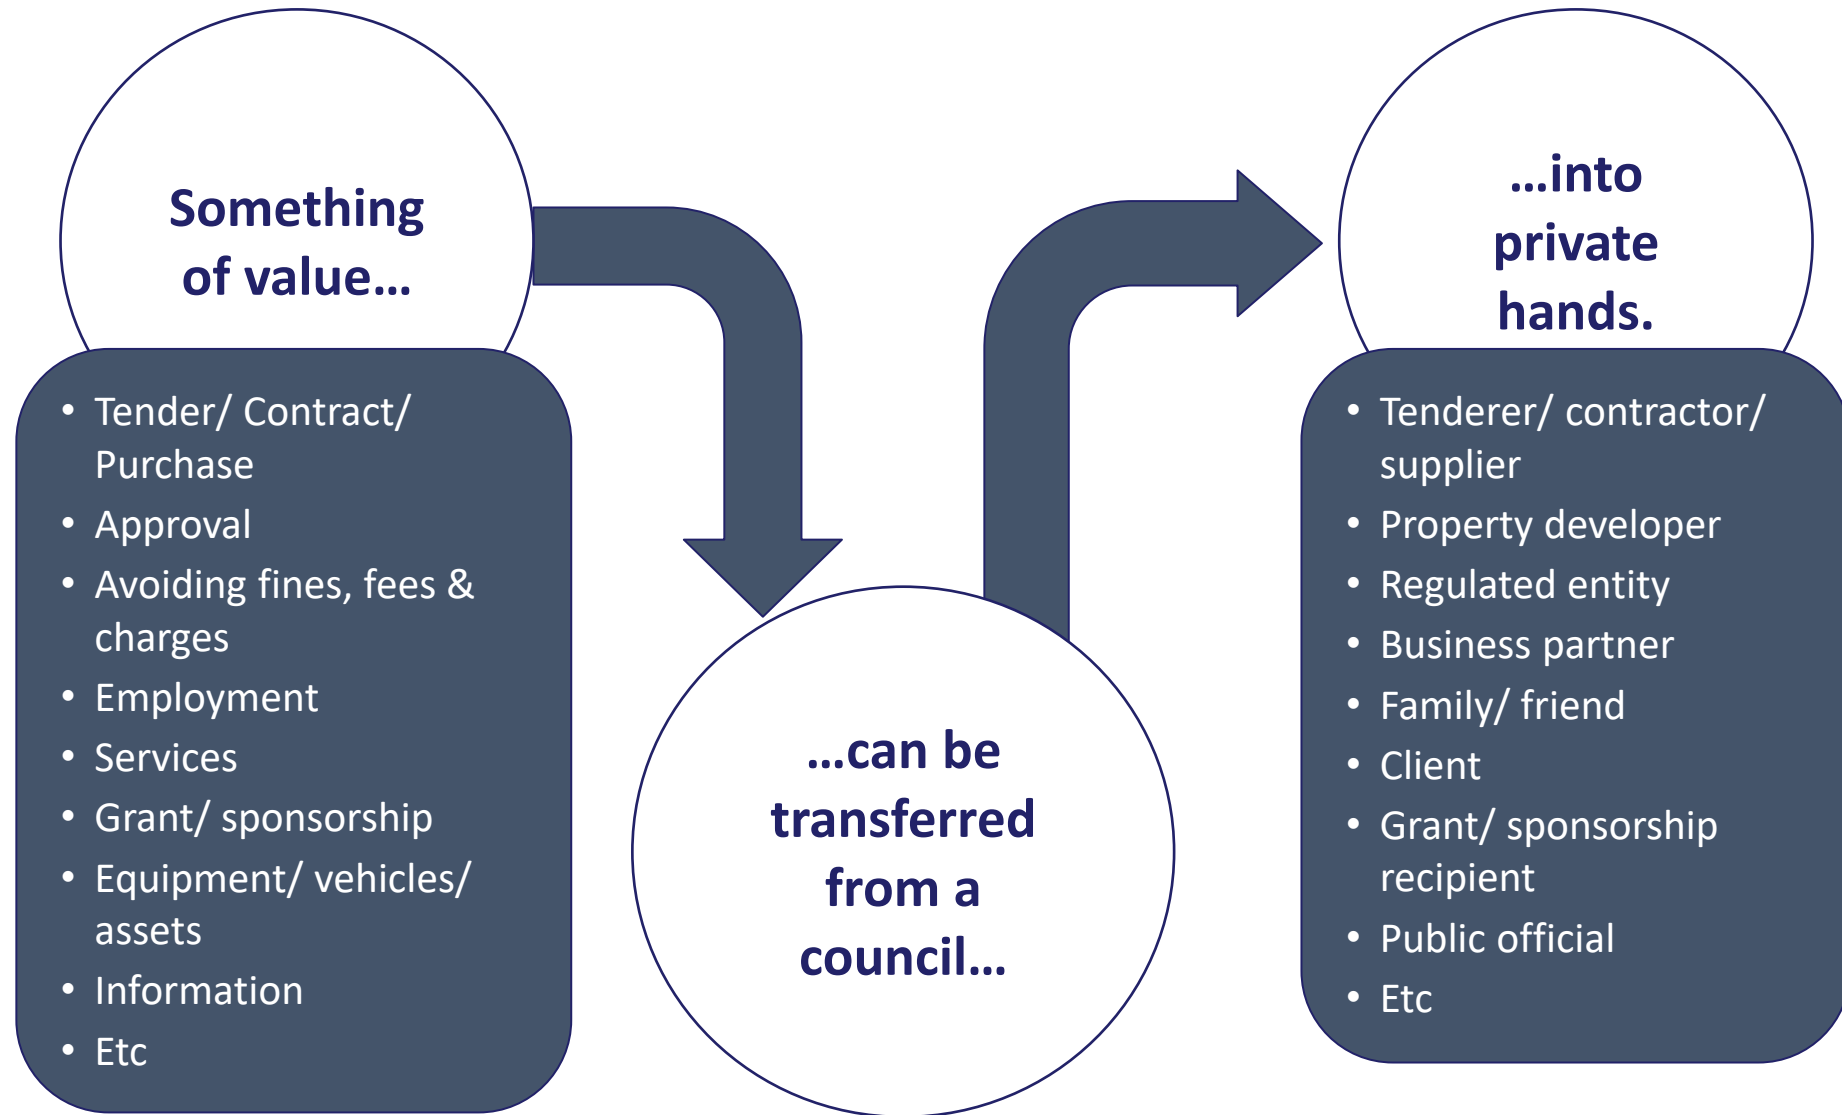 Something
of value...
• Tender/ Contract/
Purchase
• Approval
• Avoiding fines, fees &
charges
• Employment
• Services
• Grant/ sponsorship
• Equipment/ vehicles/
assets
• Information
• Etc
...can be
transferred
from a
council...
...into
private
hands.
• Tenderer/ contractor/
supplier
• Property developer
• Regulated entity
• Business partner
• Family/ friend
• Client
• Grant/ sponsorship
recipient
• Public official
• Etc